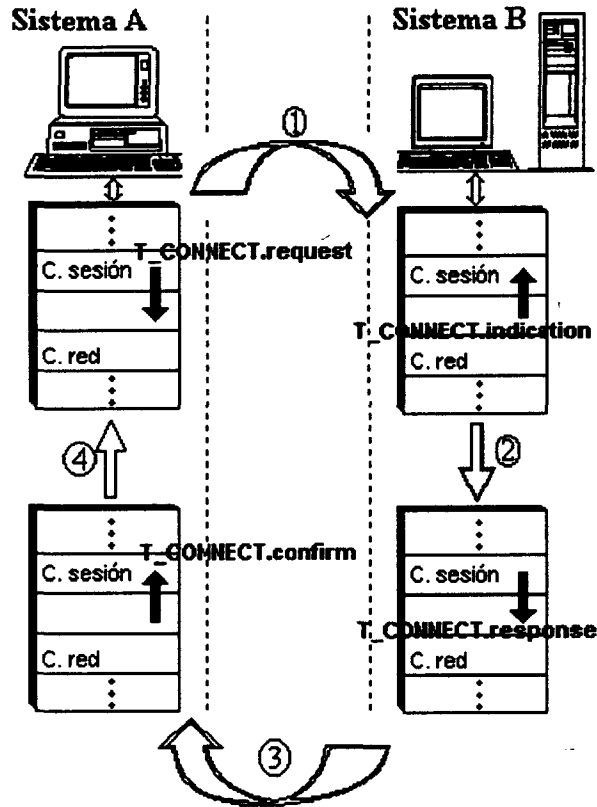 Sistema A
Sistema B
①
T_CONNECT.request
C. sesión
C. red
C. sesión
T_CONNECT.indication
C. red
④
②
T_CONNECT.confirm
C. sesión
C. red
C. sesión
T_CONNECT.response
C. red
③